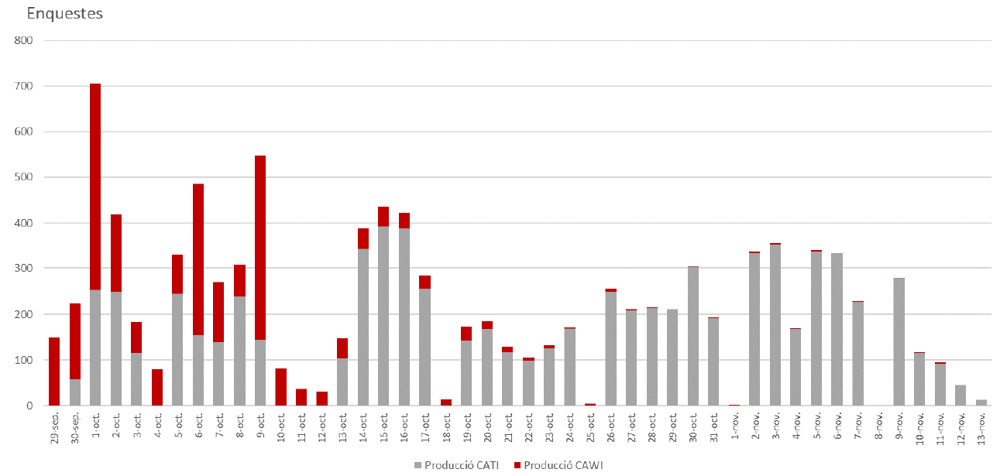 Enquestes
800
700
600
500
400
300
200
100
0
29-sep.
30-sep.
1-oct.
2-oct.
3-oct.
4-oct.
5-oct.
6-oct.
7-oct.
8-oct.
9-oct.
10-oct.
11-oct.
12-oct.
13-oct.
14-oct.
15-oct.
16-oct.
17-oct.
18-oct.
19-oct.
20-oct.
21-oct.
22-oct.
23-oct.
24-oct.
25-oct.
26-oct.
27-oct.
28-oct.
29-oct.
30-oct.
31-oct.
1-nov.
2-nov.
3-nov.
4-nov.
5-nov.
6-nov.
7-nov.
8-nov.
9-nov.
10-nov.
11-nov.
12-nov.
13-nov.
Producció CATI
Producció CAWI